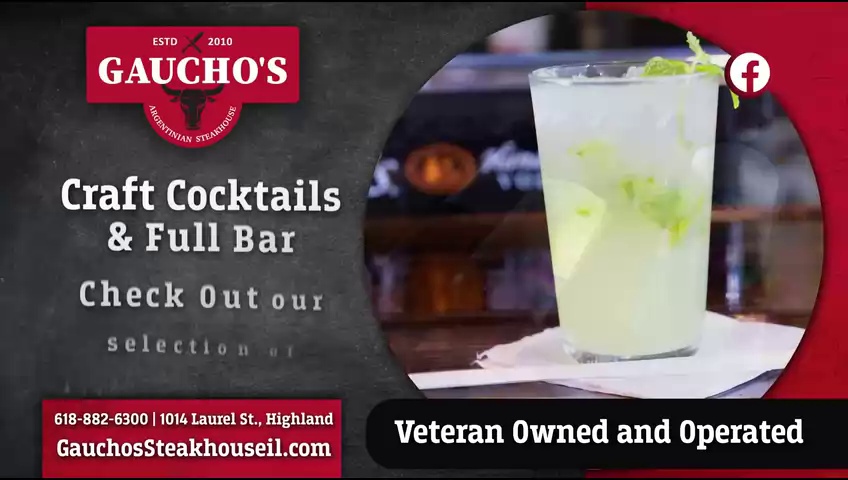 ESTD 2010
GAUCHO'S
ARGENTINIAN STEAKHOUSE
Craft Cocktails
& Full Bar
Check Out our
selection of
618-882-6300 | 1014 Laurel St., Highland
GauchosSteakhouseil.com
Veteran Owned and Operated